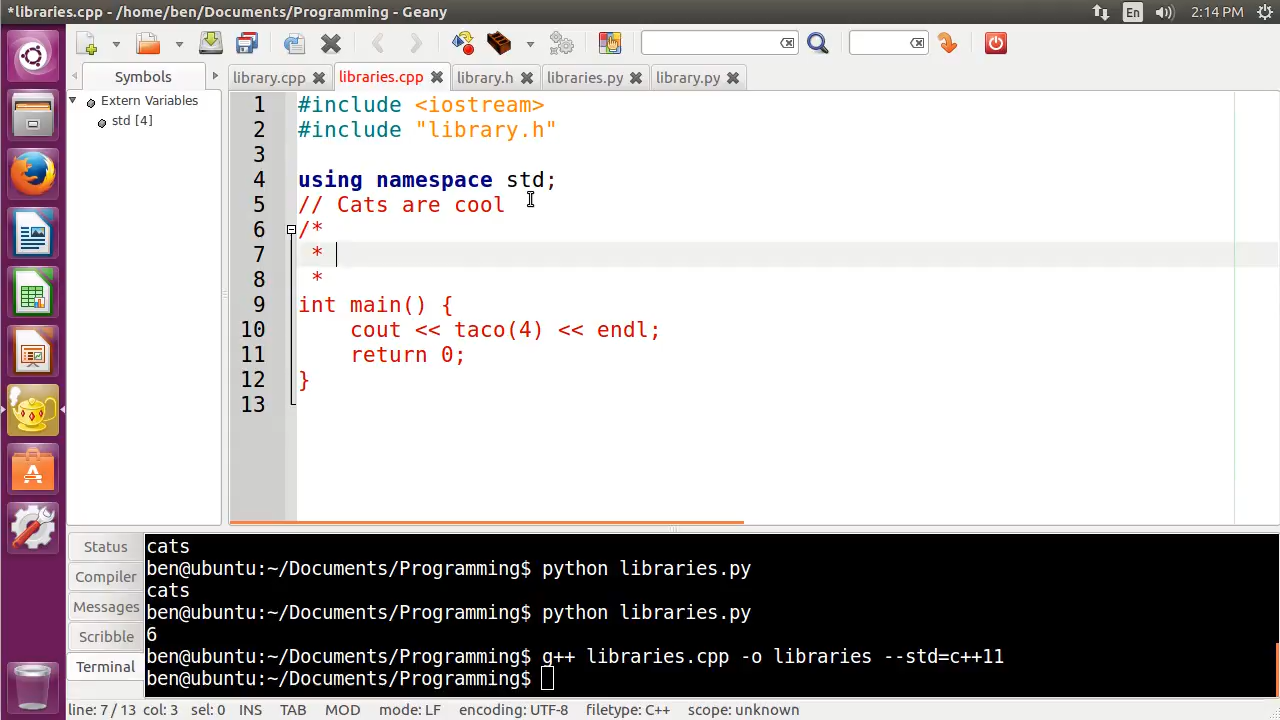 *libraries.cpp - /home/ben/Documents/Programming - Geany
En
2:14 PM
Symbols
library.cpp
libraries.cpp
library.h
libraries.py
library.py
Extern Variables
std [4]
1 #include <iostream>
2 #include "library.h"
3
4 using namespace std;
5 // Cats are cool
6 /*
7  *
8  *
9 int main() {
10     cout << taco(4) << endl;
11     return 0;
12 }
13
Status
Compiler
Messages
Scribble
Terminal
cats
ben@ubuntu:~/Documents/Programming$ python libraries.py
cats
ben@ubuntu:~/Documents/Programming$ python libraries.py
6
ben@ubuntu:~/Documents/Programming$ g++ libraries.cpp -o libraries --std=c++11
ben@ubuntu:~/Documents/Programming$
line: 7 / 13 col: 3 sel: 0 INS TAB MOD mode: LF encoding: UTF-8 filetype: C++ scope: unknown